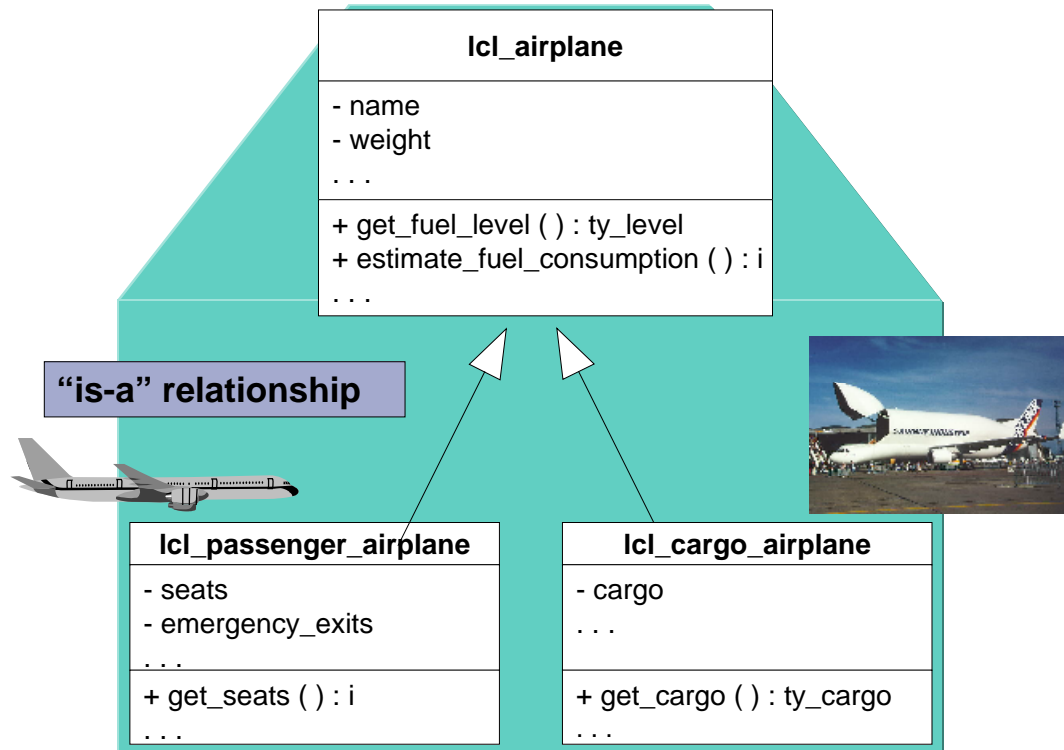 lcl_airplane
- name
- weight
. . .
+ get_fuel_level ( ) : ty_level
+ estimate_fuel_consumption ( ) : i
. . .
“is-a” relationship
lcl_passenger_airplane
- seats
- emergency_exits
. . .
+ get_seats ( ) : i
. . .
lcl_cargo_airplane
- cargo
. . .
+ get_cargo ( ) : ty_cargo
. . .